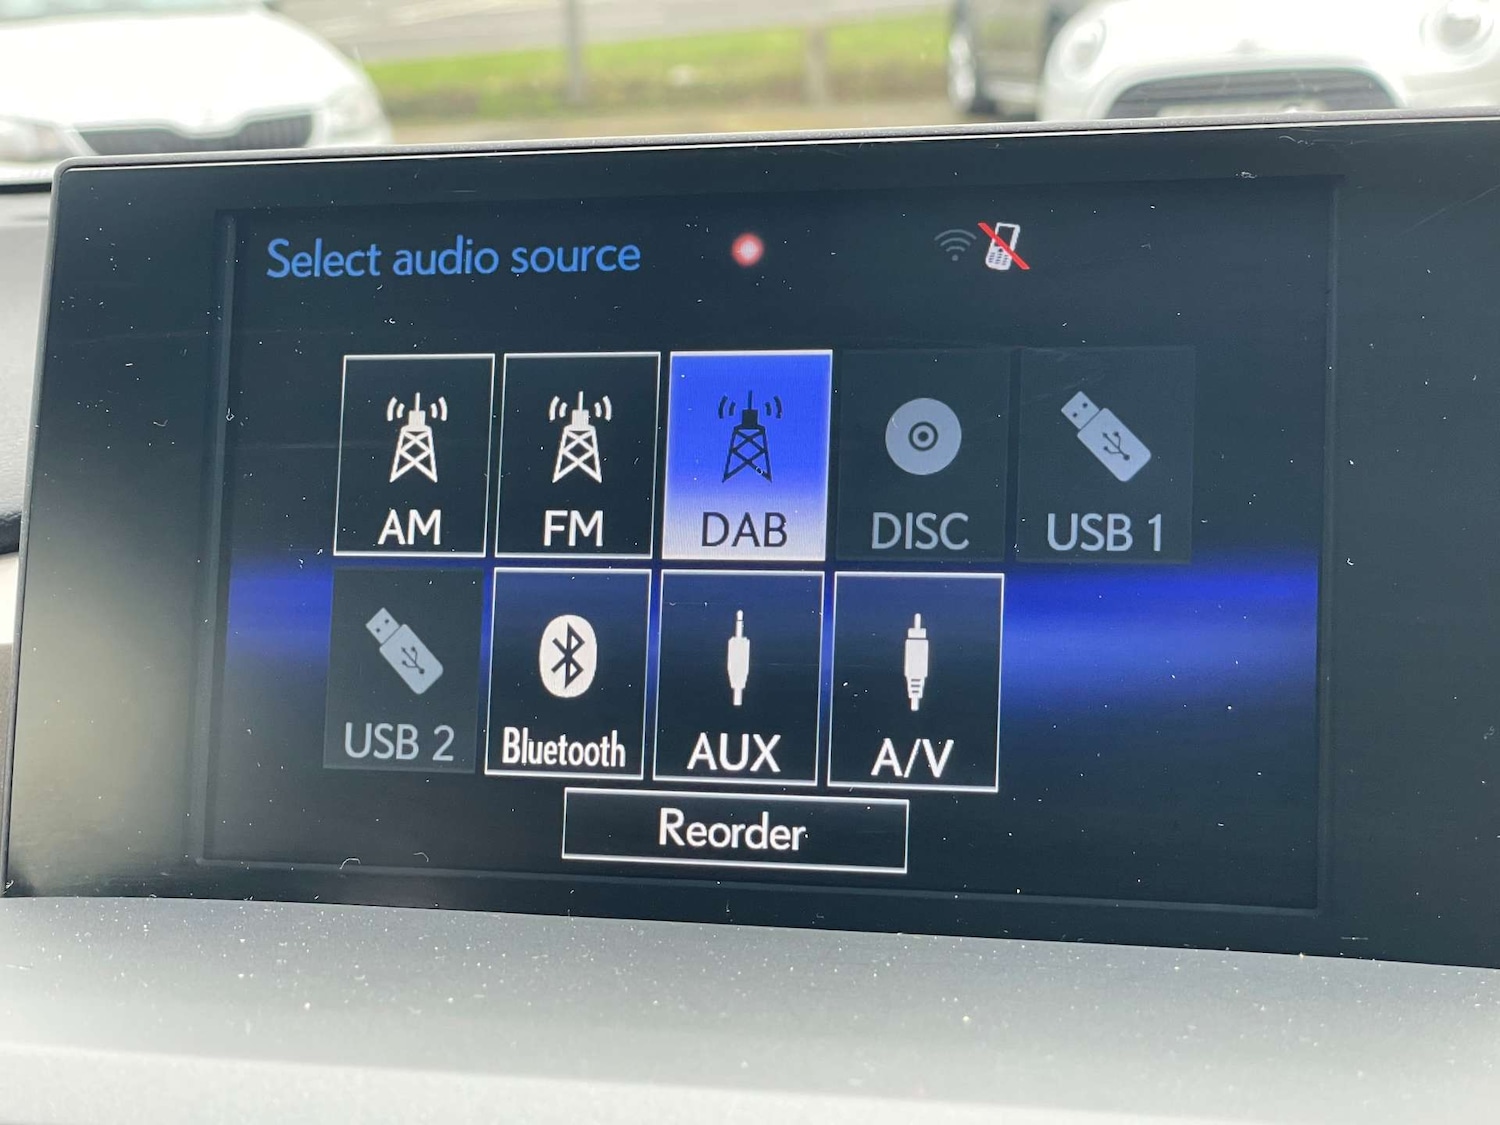 Select audio source
AM FM DAB DISC USB 1
USB 2 Bluetooth AUX A/V
Reorder